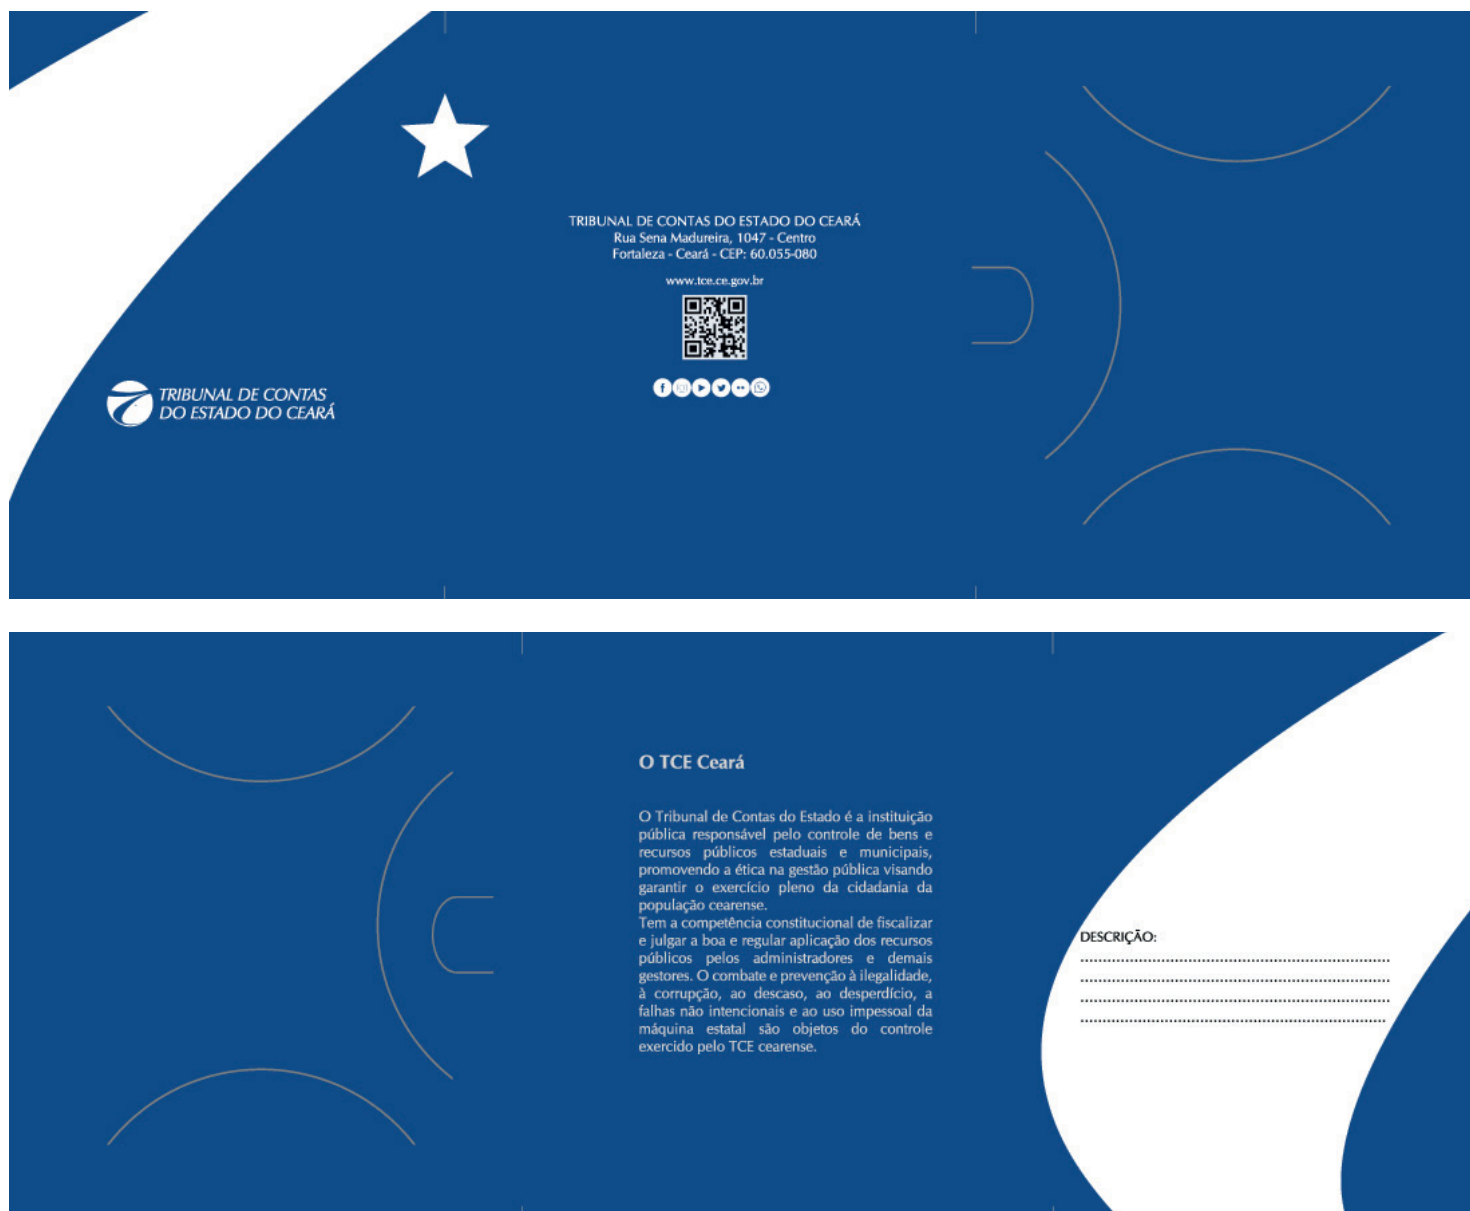 TRIBUNAL DE CONTAS DO ESTADO DO CEARÁ
Rua Sena Madureira, 1047 - Centro
Fortaleza - Ceará - CEP: 60.055-080
www.tce.ce.gov.br
TRIBUNAL DE CONTAS
DO ESTADO DO CEARÁ
O TCE Ceará
O Tribunal de Contas do Estado é a instituição
pública responsável pelo controle de bens e
recursos públicos estaduais e municipais,
promovendo a ética na gestão pública visando
garantir o exercício pleno da cidadania da
população cearense.
Tem a competência constitucional de fiscalizar
e julgar a boa e regular aplicação dos recursos
públicos pelos administradores e demais
gestores. O combate e prevenção à ilegalidade,
à corrupção, ao descaso, ao desperdício, a
falhas não intencionais e ao uso impessoal da
máquina estatal são objetos do controle
exercido pelo TCE cearense.
DESCRIÇÃO: